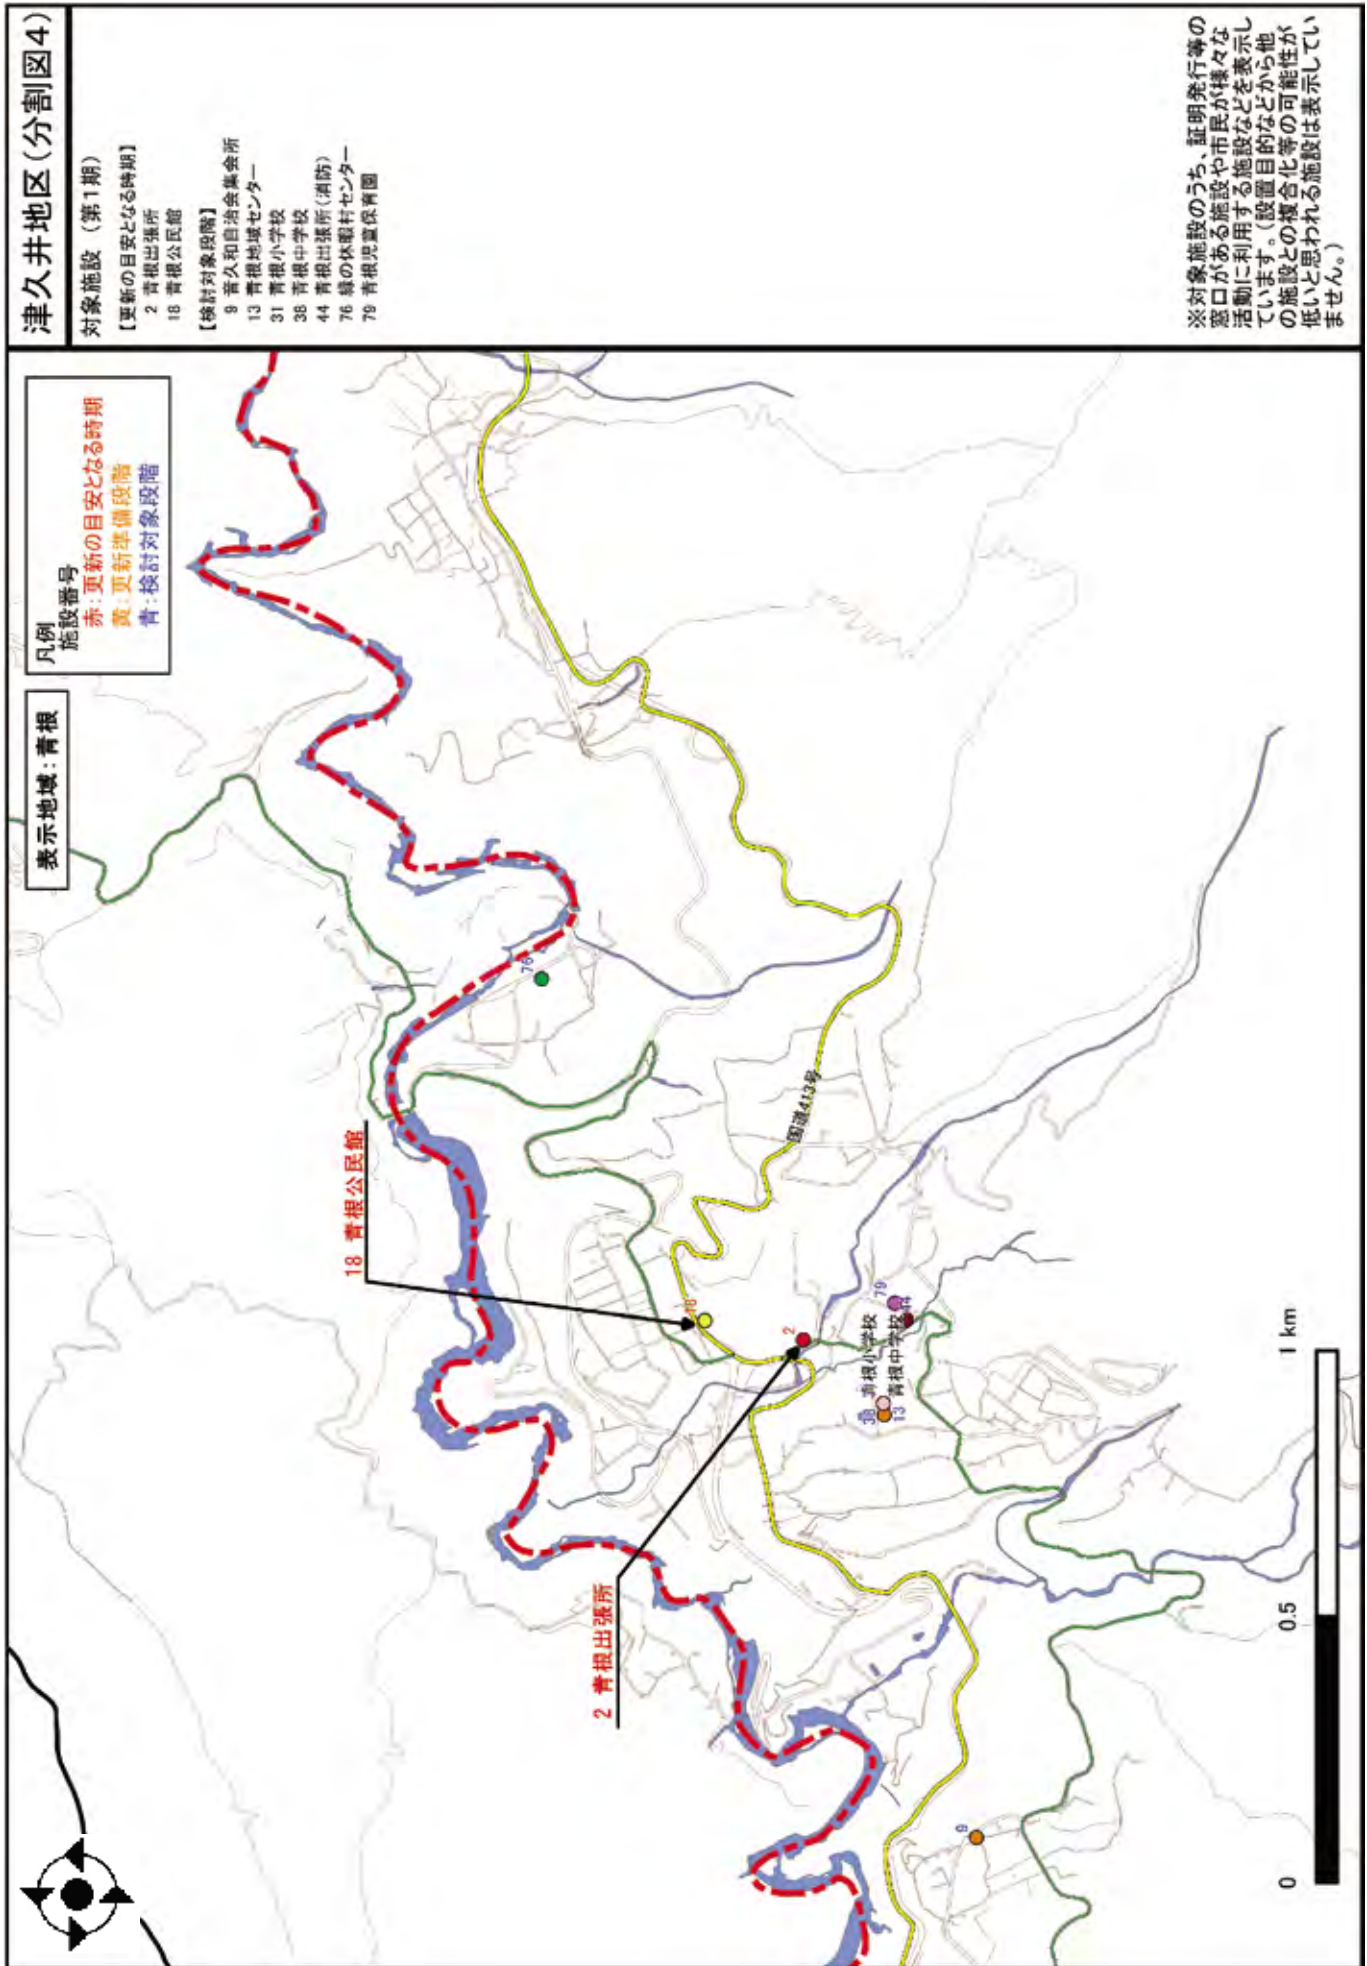 津久井地区(分割図4)
対象施設 (第1期)
【更新の目安となる時期】
2 青根出張所
18 青根公民館
【検討対象段階】
9 音久和自治会集会所
13 青根地域センター
31 青根小学校
38 青根中学校
44 青根出張所(消防)
76 緑の休暇村センター
79 青根児童保育園
※対象施設のうち、証明発行等の
窓口がある施設や市民が様々な
活動に利用する施設などを表示し
ています。(設置目的などから他
の施設との複合化等の可能性が
低いと思われる施設は表示してい
ません。)
表示地域:青根
凡例
施設番号
赤:更新の目安となる時期
黄:更新準備段階
青:検討対象段階
76
18 青根公民館
18
国道413号
2 青根出張所
2
79
44
青根小学校
38 青根中学校
13
9
0 0.5 1 km